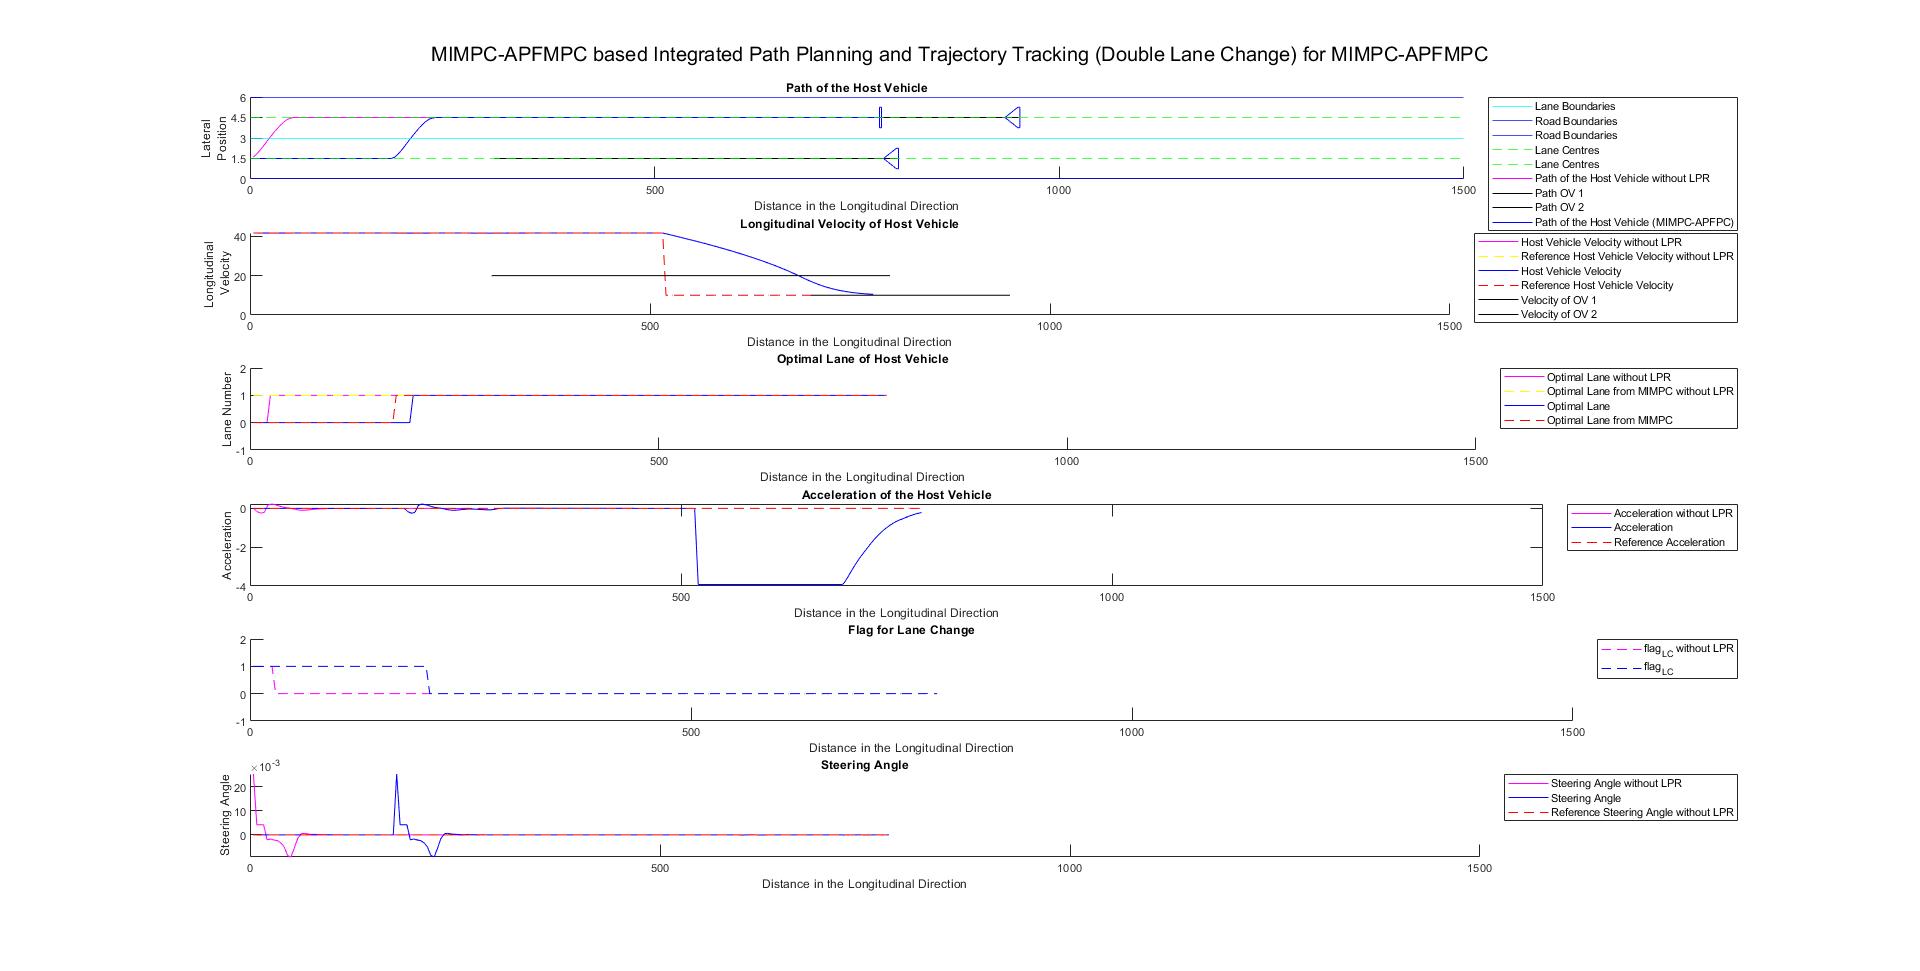 MIMPC-APFMPC based Integrated Path Planning and Trajectory Tracking (Double Lane Change) for MIMPC-APFMPC
Path of the Host Vehicle
Lateral
Position
6
4.5
3
1.5
0
0
500
1000
1500
Distance in the Longitudinal Direction
Lane Boundaries
Road Boundaries
Road Boundaries
Lane Centres
Lane Centres
Path of the Host Vehicle without LPR
Path OV 1
Path OV 2
Path of the Host Vehicle (MIMPC-APFPC)
Longitudinal Velocity of Host Vehicle
Longitudinal
Velocity
40
20
0
0
500
1000
1500
Distance in the Longitudinal Direction
Host Vehicle Velocity without LPR
Reference Host Vehicle Velocity without LPR
Host Vehicle Velocity
Reference Host Vehicle Velocity
Velocity of OV 1
Velocity of OV 2
Optimal Lane of Host Vehicle
Lane Number
2
1
0
-1
0
500
1000
1500
Distance in the Longitudinal Direction
Optimal Lane without LPR
Optimal Lane from MIMPC without LPR
Optimal Lane
Optimal Lane from MIMPC
Acceleration of the Host Vehicle
Acceleration
0
-2
-4
0
500
1000
1500
Distance in the Longitudinal Direction
Acceleration without LPR
Acceleration
Reference Acceleration
Flag for Lane Change
2
1
0
-1
0
500
1000
1500
Distance in the Longitudinal Direction
flagLC without LPR
flagLC
Steering Angle
×10-3
Steering Angle
20
10
0
0
500
1000
1500
Distance in the Longitudinal Direction
Steering Angle without LPR
Steering Angle
Reference Steering Angle without LPR